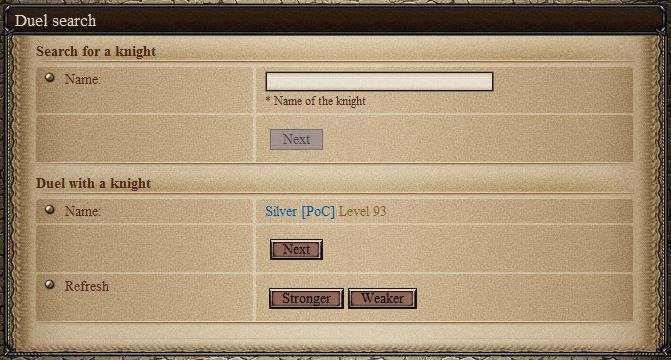 Duel search
Search for a knight
Name:
* Name of the knight
Next
Duel with a knight
Name: Silver [PoC] Level 93
Next
Refresh Stronger Weaker